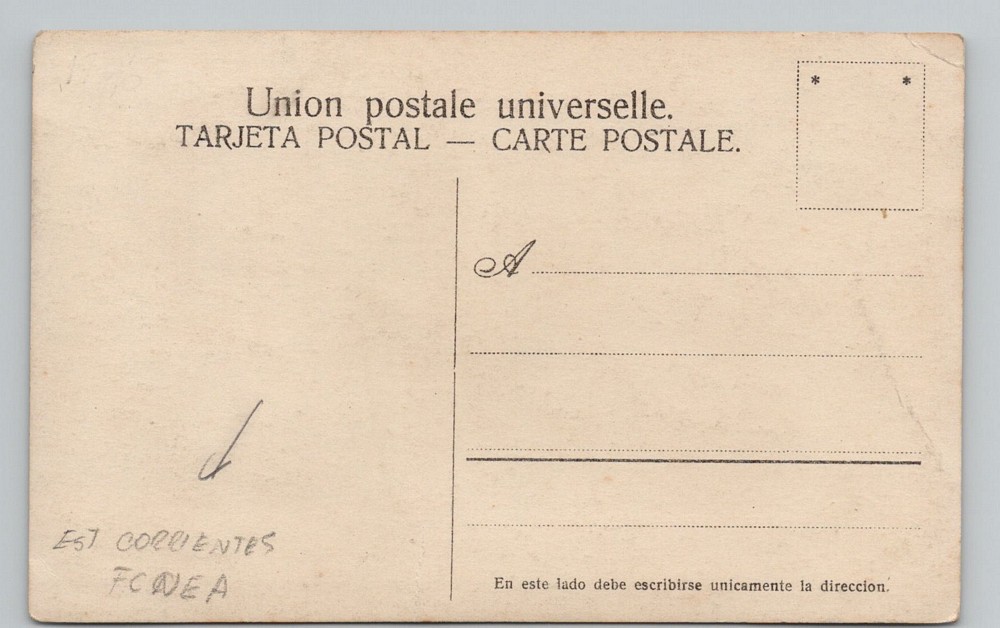 Union postale universelle.
TARJETA POSTAL — CARTE POSTALE.
* *
A
EST CORRIENTES
FCNEA
En este lado debe escribirse unicamente la direccion.